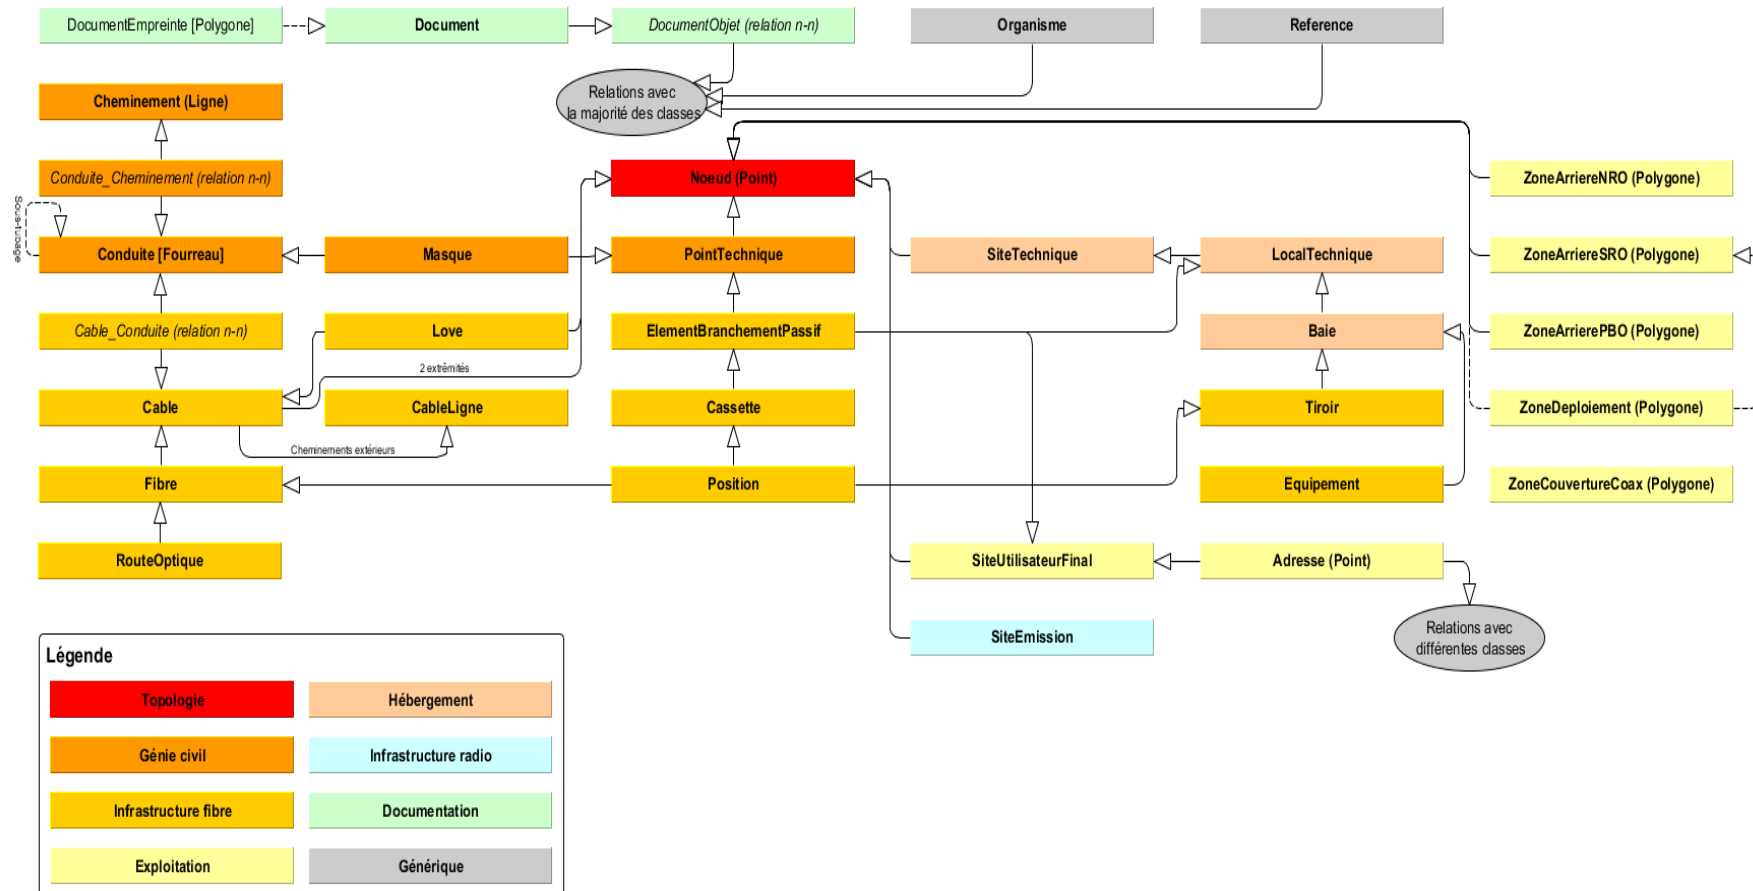 DocumentEmpreinte [Polygone]
Document
DocumentObjet (relation n-n)
Organisme
Reference
Relations avec
la majorité des classes
Cheminement (Ligne)
Conduite_Cheminement (relation n-n)
Noeud (Point)
ZoneArriereNRO (Polygone)
Sous-tubage
Conduite [Fourreau]
Masque
PointTechnique
SiteTechnique
LocalTechnique
ZoneArriereSRO (Polygone)
Cable_Conduite (relation n-n)
Love
ElementBranchementPassif
Baie
ZoneArrierePBO (Polygone)
2 extrêmités
Cable
CableLigne
Cassette
Tiroir
ZoneDeploiement (Polygone)
Cheminements extérieurs
Fibre
Position
Equipement
ZoneCouvertureCoax (Polygone)
RouteOptique
SiteUtilisateurFinal
Adresse (Point)
SiteEmission
Relations avec
différentes classes
Légende
Topologie
Hébergement
Génie civil
Infrastructure radio
Infrastructure fibre
Documentation
Exploitation
Générique